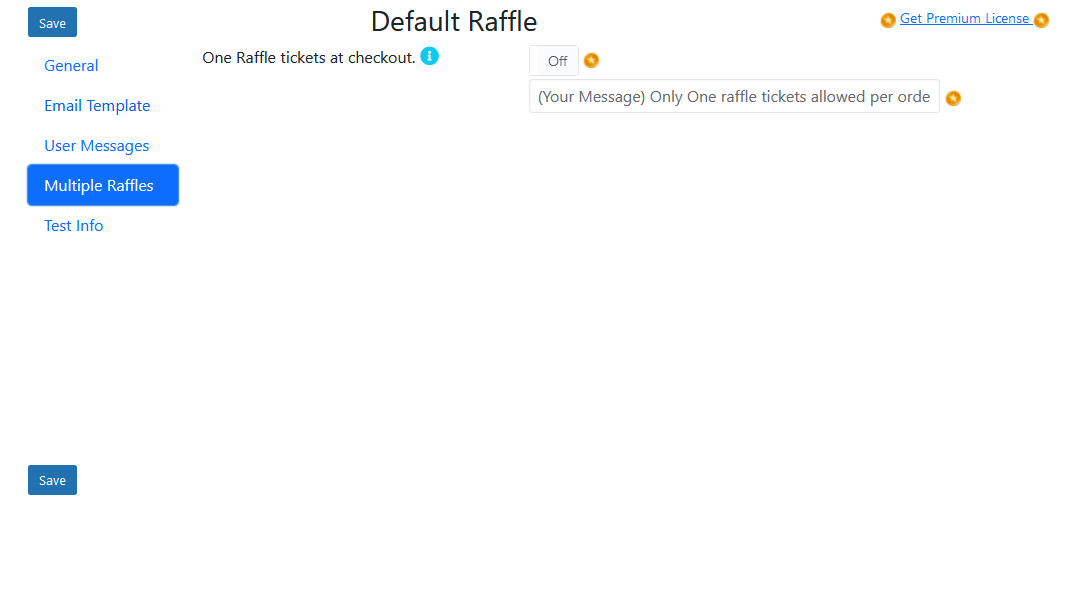 Save
Default Raffle
Get Premium License
General
Email Template
User Messages
Multiple Raffles
Test Info
One Raffle tickets at checkout.
Off
(Your Message) Only One raffle tickets allowed per orde
Save